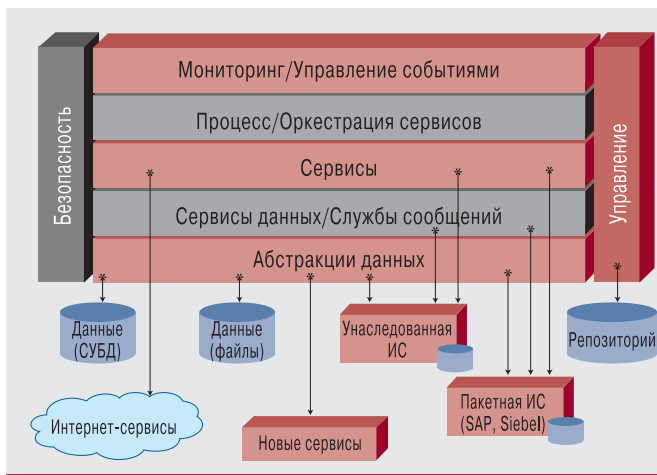 Безопасность
Мониторинг/Управление событиями
Процесс/Оркестрация сервисов
Сервисы
Сервисы данных/Службы сообщений
Абстракции данных
Управление
Данные
(СУБД)
Данные
(файлы)
Унаследованная
ИС
Репозиторий
Интернет-сервисы
Новые сервисы
Пакетная ИС
(SAP, Siebel)